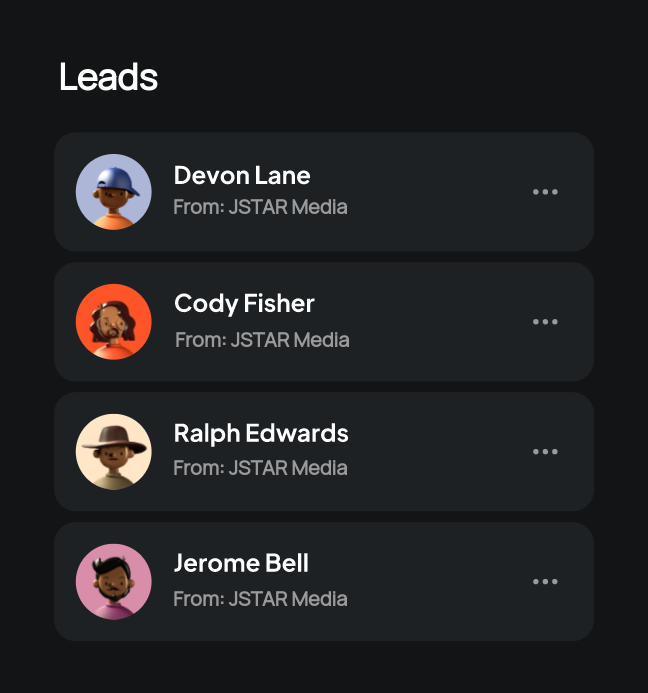 Leads
Devon Lane
From: JSTAR Media
Cody Fisher
From: JSTAR Media
Ralph Edwards
From: JSTAR Media
Jerome Bell
From: JSTAR Media